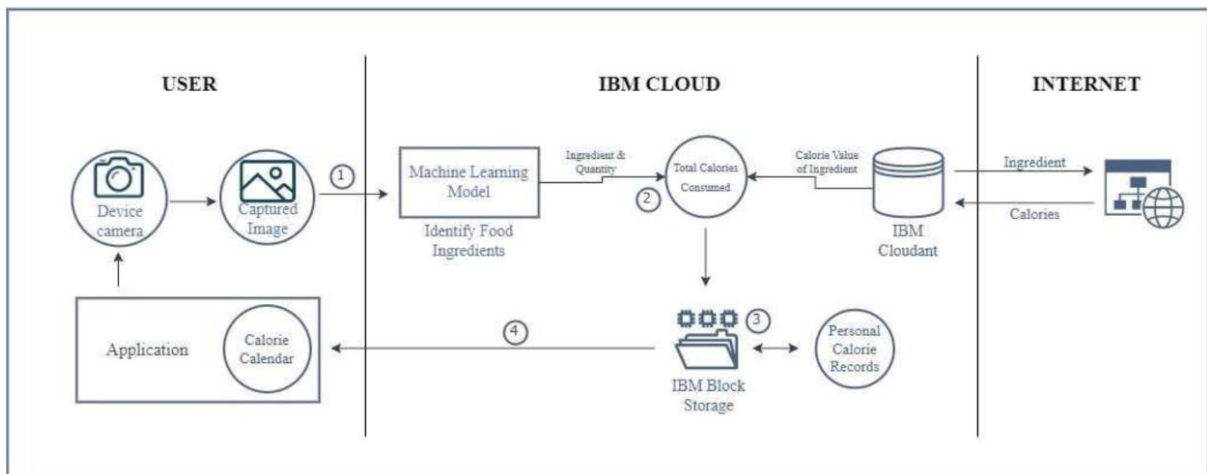 USER
IBM CLOUD
INTERNET
Device
camera
Captured
Image
1
Machine Learning
Model
Identify Food
Ingredients
Ingredient &
Quantity
2
Total Calories
Consumed
Calorie Value
of Ingredient
IBM
Cloudant
Ingredient
Calories
Application
Calorie
Calendar
4
IBM Block
Storage
3
Personal
Calorie
Records